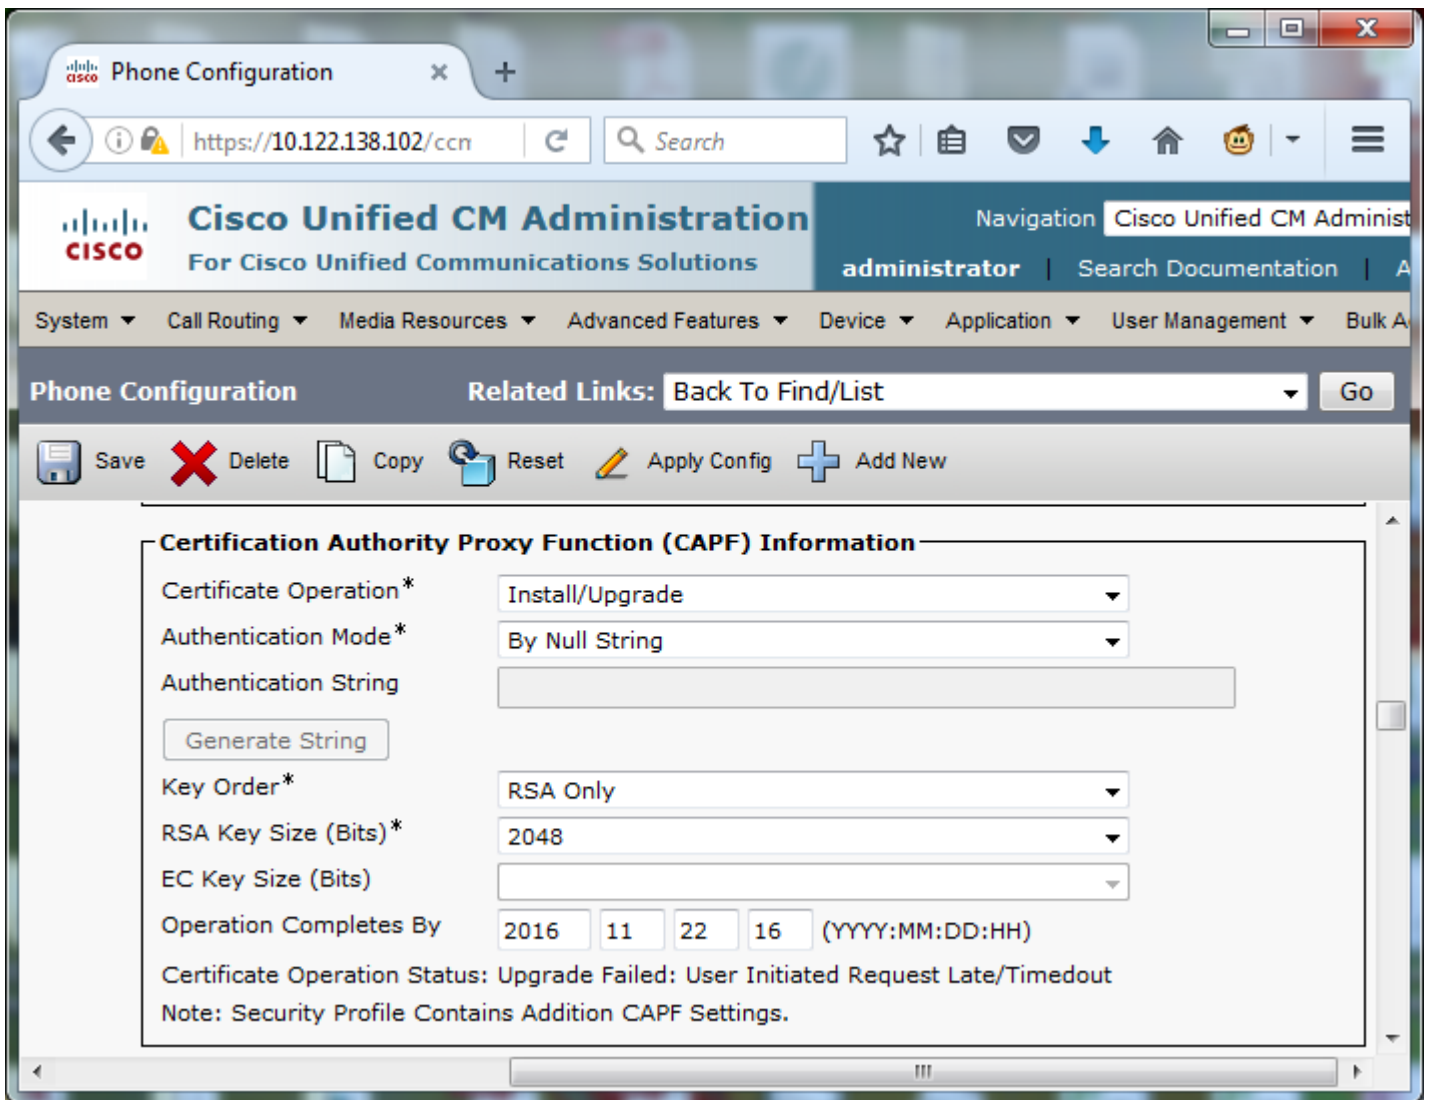 Phone Configuration
https://10.122.138.102/ccn
Search
CISCO
Cisco Unified CM Administration
For Cisco Unified Communications Solutions
Navigation Cisco Unified CM Administ
administrator | Search Documentation | A
System Call Routing Media Resources Advanced Features Device Application User Management Bulk A
Phone Configuration Related Links: Back To Find/List Go
Save Delete Copy Reset Apply Config Add New
Certification Authority Proxy Function (CAPF) Information
Certificate Operation* Install/Upgrade
Authentication Mode* By Null String
Authentication String
Generate String
Key Order* RSA Only
RSA Key Size (Bits)* 2048
EC Key Size (Bits)
Operation Completes By 2016 11 22 16 (YYYY:MM:DD:HH)
Certificate Operation Status: Upgrade Failed: User Initiated Request Late/Timedout
Note: Security Profile Contains Addition CAPF Settings.